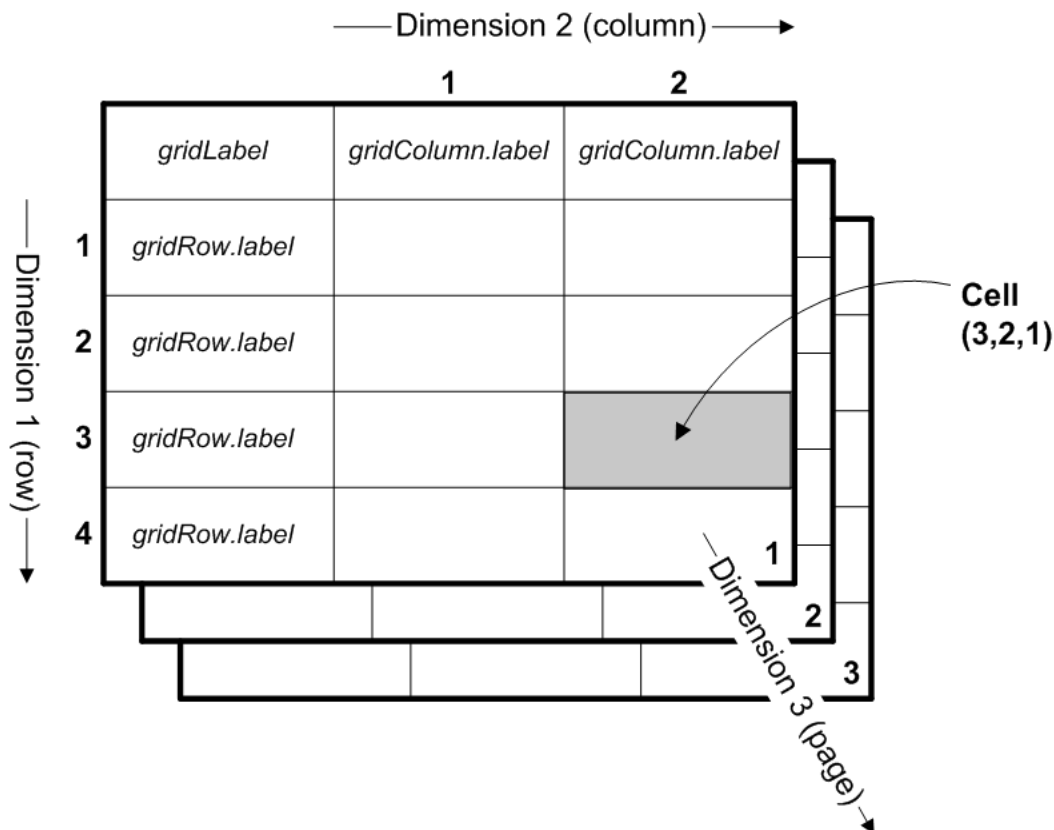 Dimension 2 (column)
1 2
gridLabel gridColumn.label gridColumn.label
1 gridRow.label
2 gridRow.label
3 gridRow.label
4 gridRow.label
Dimension 1 (row)
Cell
(3,2,1)
1
2
3
Dimension 3 (page)